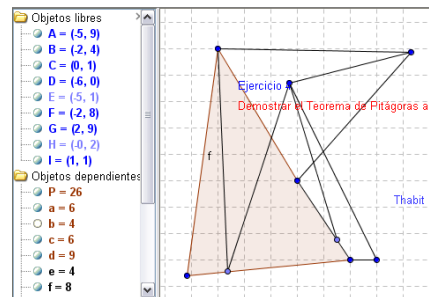 Objetos libres
A = (-5, 9)
B = (-2, 4)
C = (0, 1)
D = (-6, 0)
E = (-5, 1)
F = (-2, 8)
G = (2, 9)
H = (-0, 2)
I = (1, 1)
Objetos dependientes
P = 26
a = 6
b = 4
c = 6
d = 9
e = 4
f = 8
Ejercicio
Demostrar el Teorema de Pitágoras a
f
Thabit